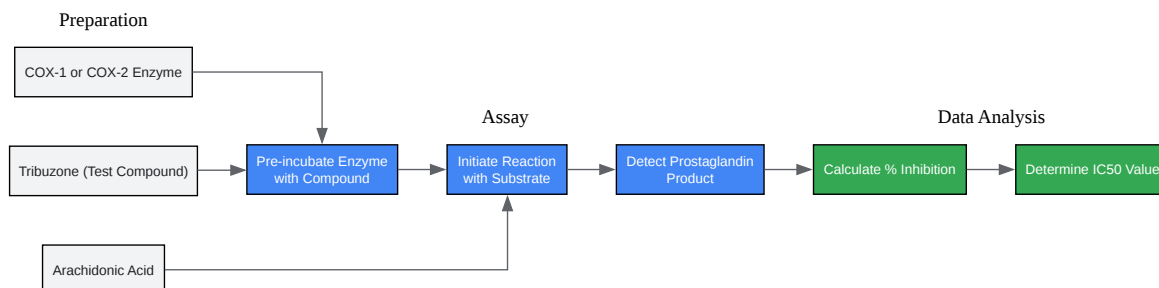 Preparation
COX-1 or COX-2 Enzyme
Assay
Data Analysis
Tribuzone (Test Compound)
Pre-incubate Enzyme
with Compound
Initiate Reaction
with Substrate
Detect Prostaglandin
Product
Calculate % Inhibition
Determine IC50 Value
Arachidonic Acid